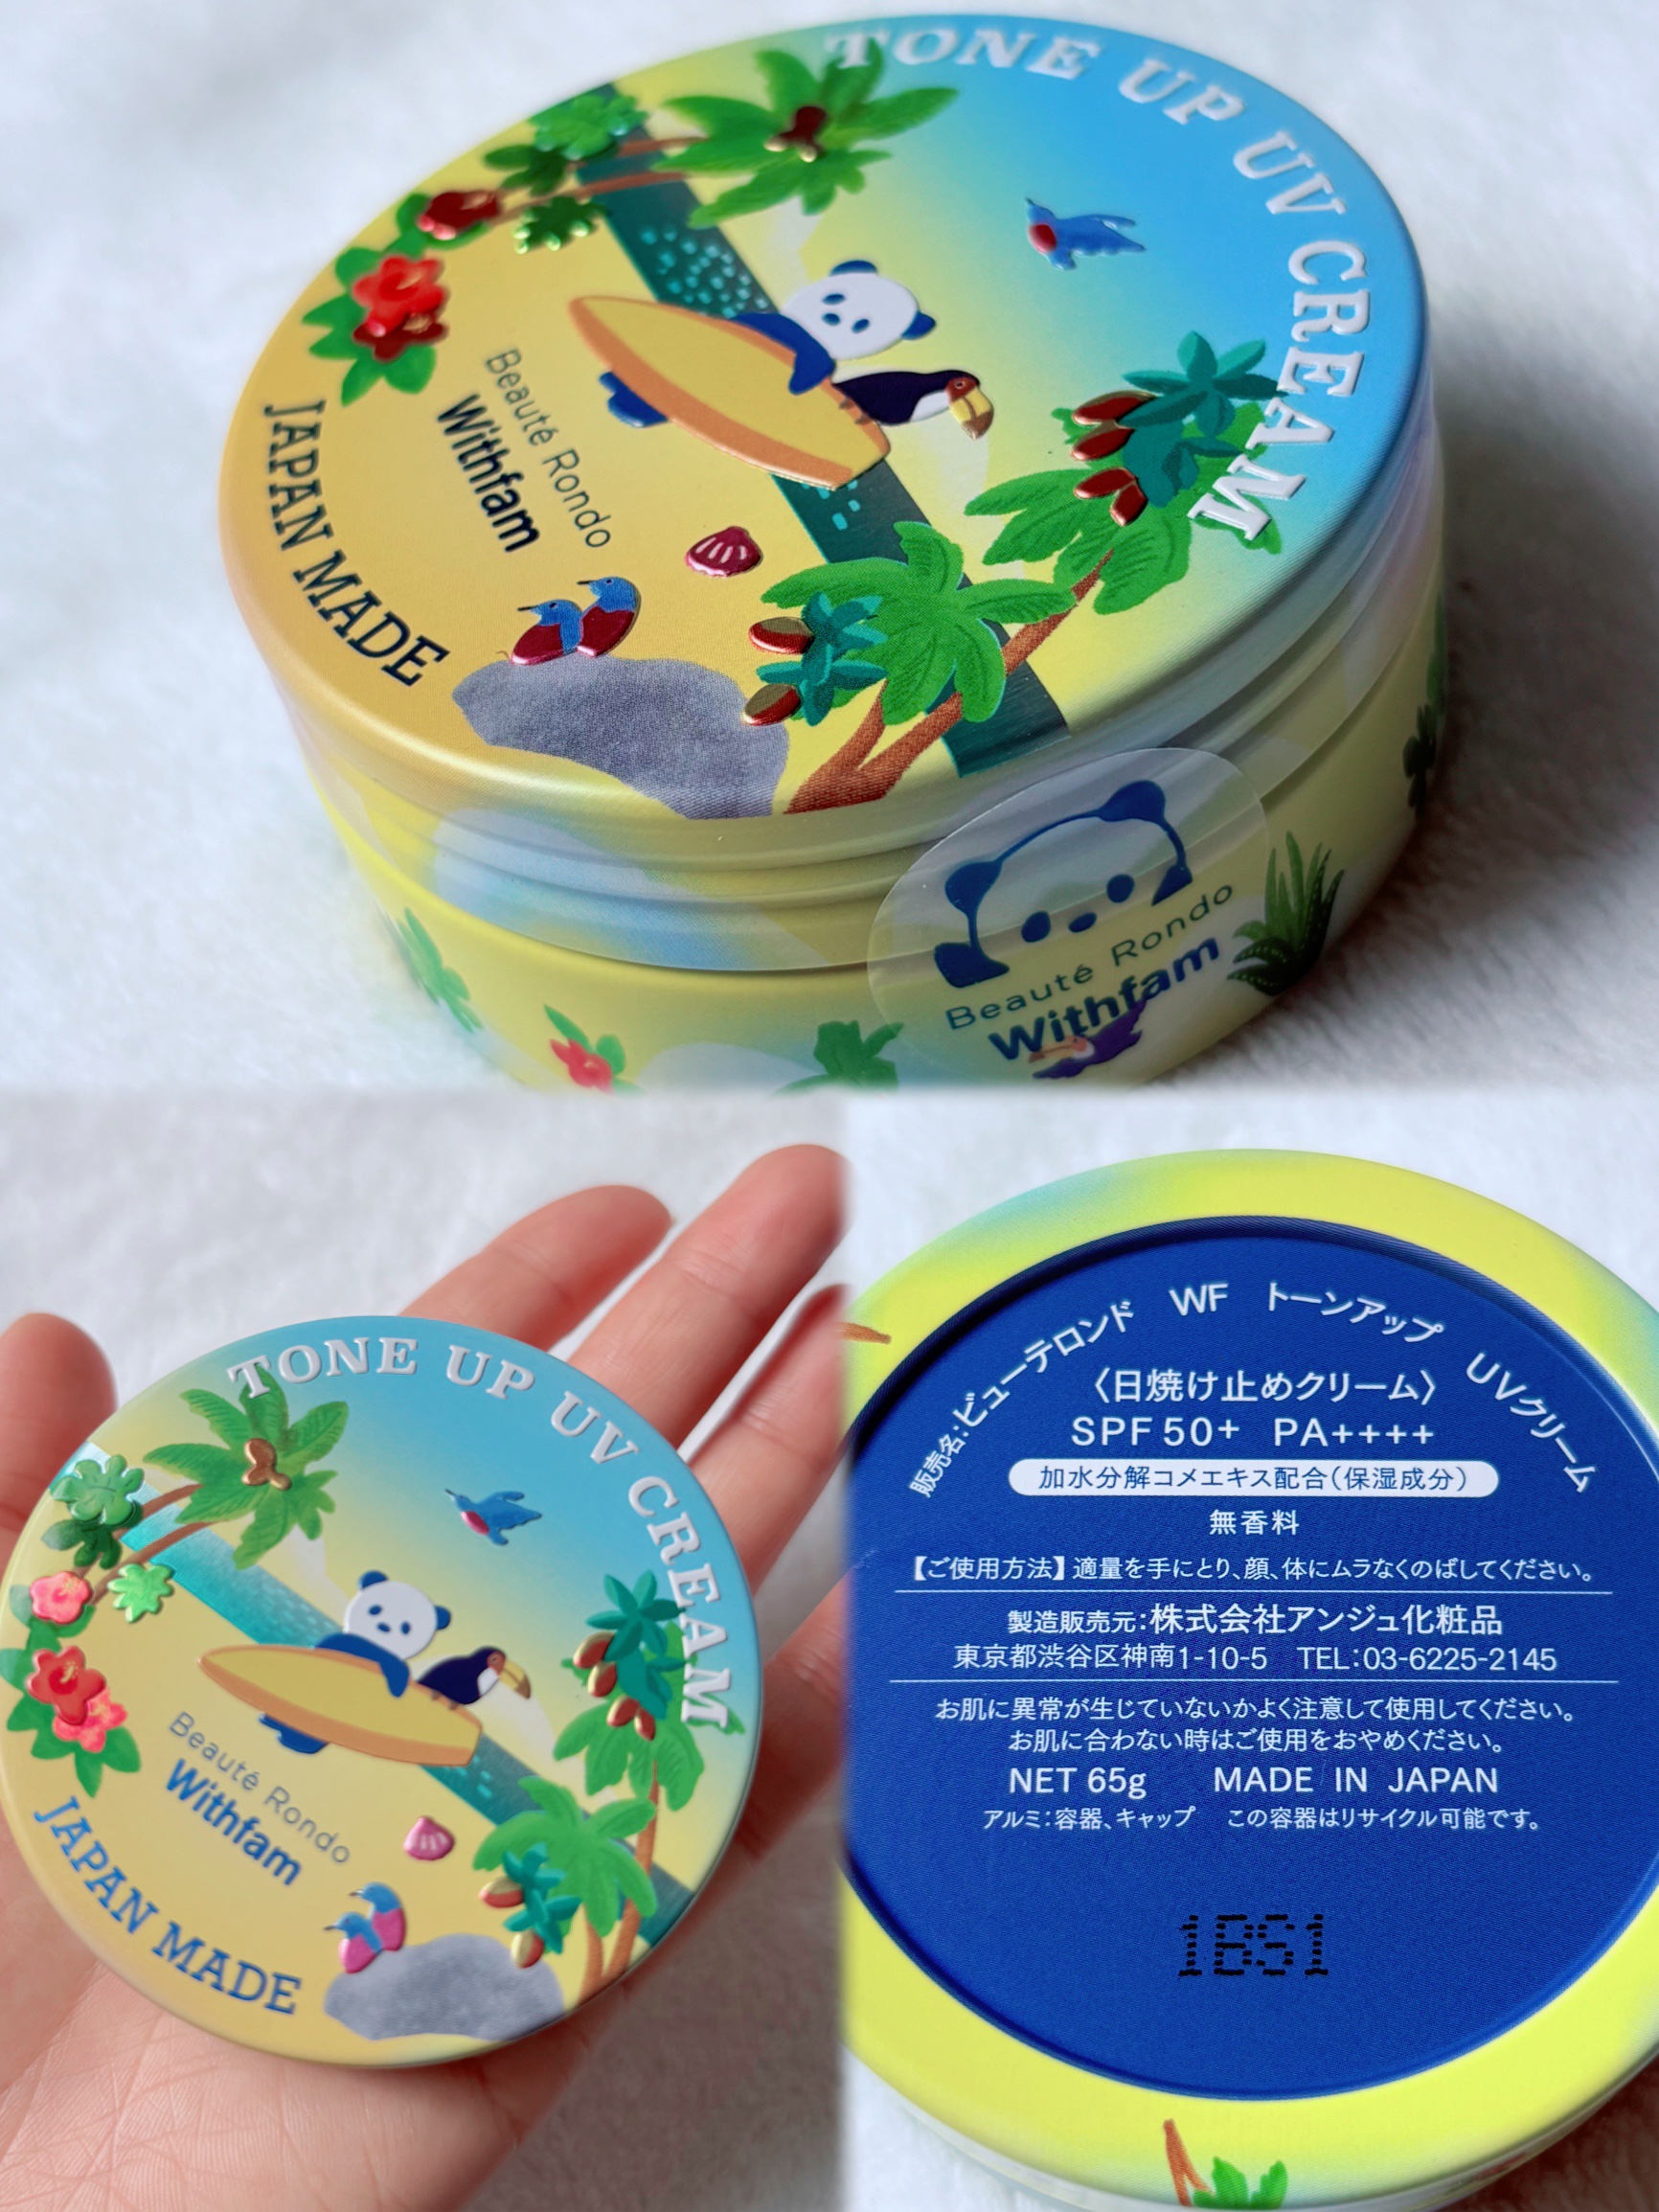 TONE UP UV CREAM
Beauté Rondo
Withfam
JAPAN MADE
Beauté Rondo
Withfam
TONE UP UV CREAM
Beauté Rondo
Withfam
JAPAN MADE
販売名:ビューテロンド WF トーンアップ UVクリーム
〈日焼け止めクリーム〉
SPF50+ PA++++
加水分解コメエキス配合(保湿成分)
無香料
【ご使用方法】適量を手にとり、顔、体にムラなくのばしてください。
製造販売元:株式会社アンジュ化粧品
東京都渋谷区神南1-10-5 TEL:03-6225-2145
お肌に異常が生じていないかよく注意して使用してください。
お肌に合わない時はご使用をおやめください。
NET 65g MADE IN JAPAN
アルミ:容器、キャップ この容器はリサイクル可能です。
1BS1